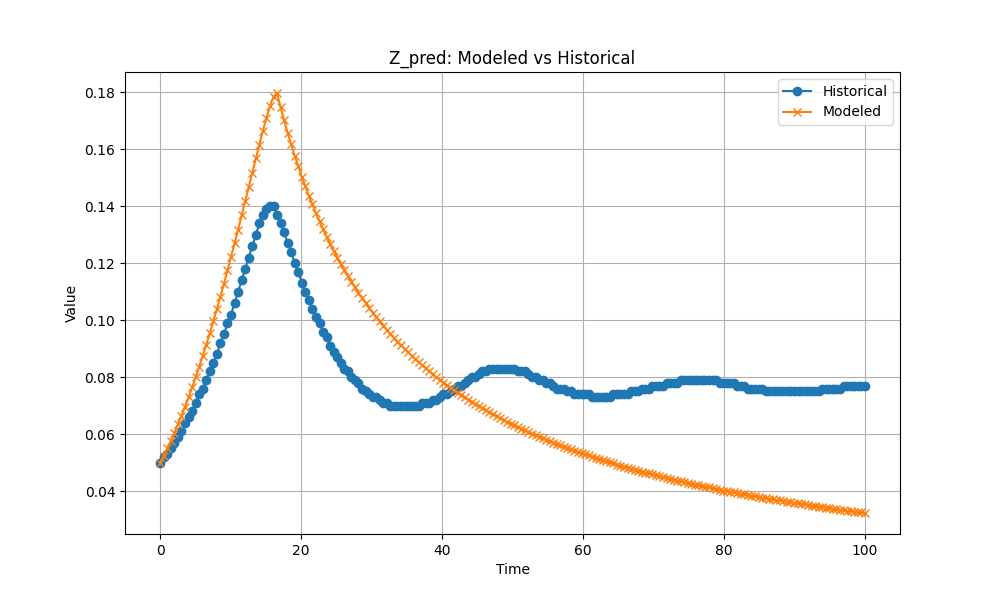 Z_pred: Modeled vs Historical
Historical
Modeled
Value
0.18
0.16
0.14
0.12
0.10
0.08
0.06
0.04
0 20 40 60 80 100
Time